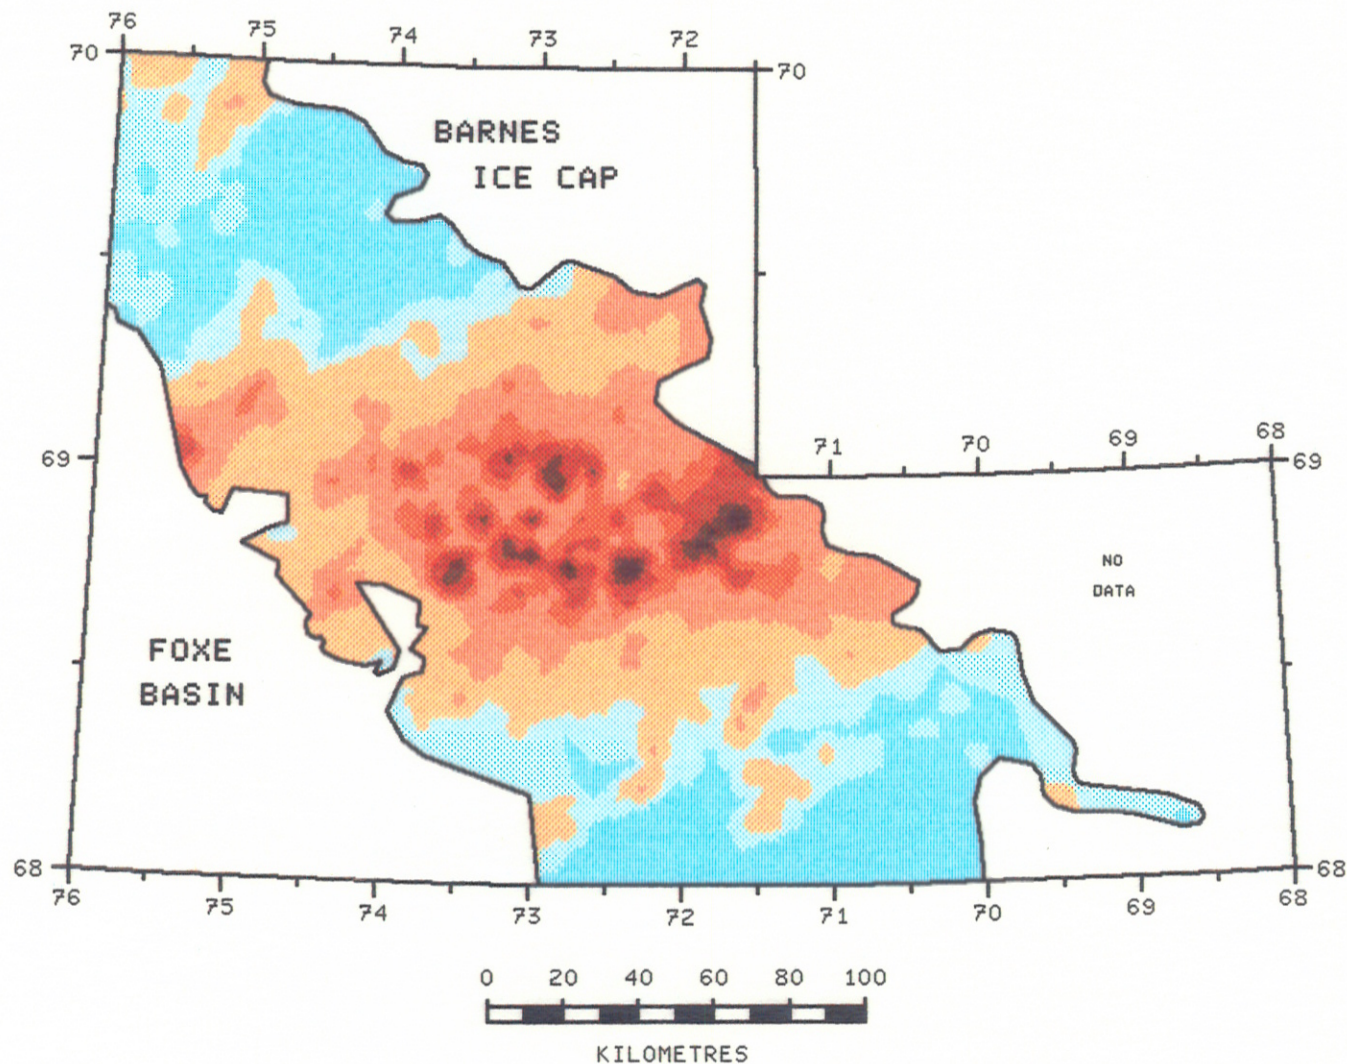 76 75 74 73 72
70 70
BARNES
ICE CAP
71 70 69 68
69 69
NO
DATA
FOXE
BASIN
68 68
76 75 74 73 72 71 70 69 68
0 20 40 60 80 100
KILOMETRES